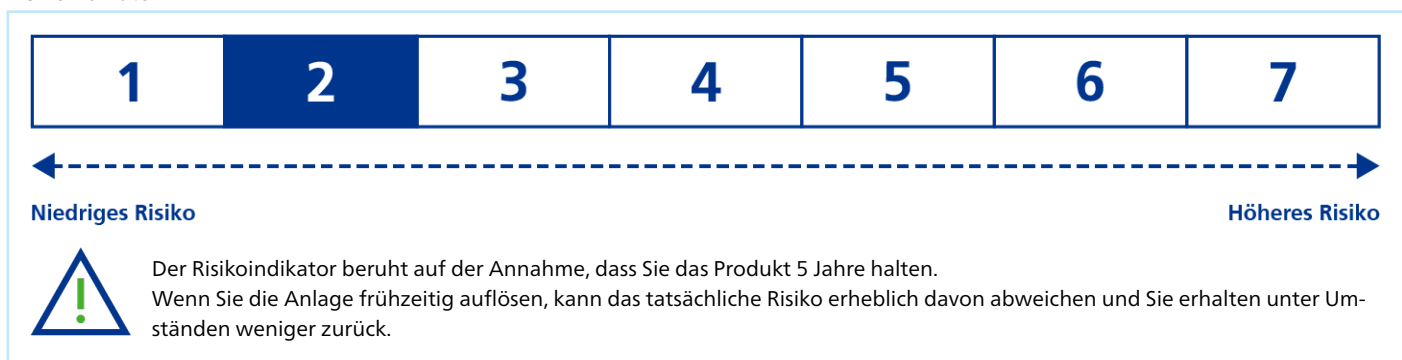 1 2 3 4 5 6 7
Niedriges Risiko Höheres Risiko
Der Risikoindikator beruht auf der Annahme, dass Sie das Produkt 5 Jahre halten.
Wenn Sie die Anlage frühzeitig auflösen, kann das tatsächliche Risiko erheblich davon abweichen und Sie erhalten unter Um-
ständen weniger zurück.